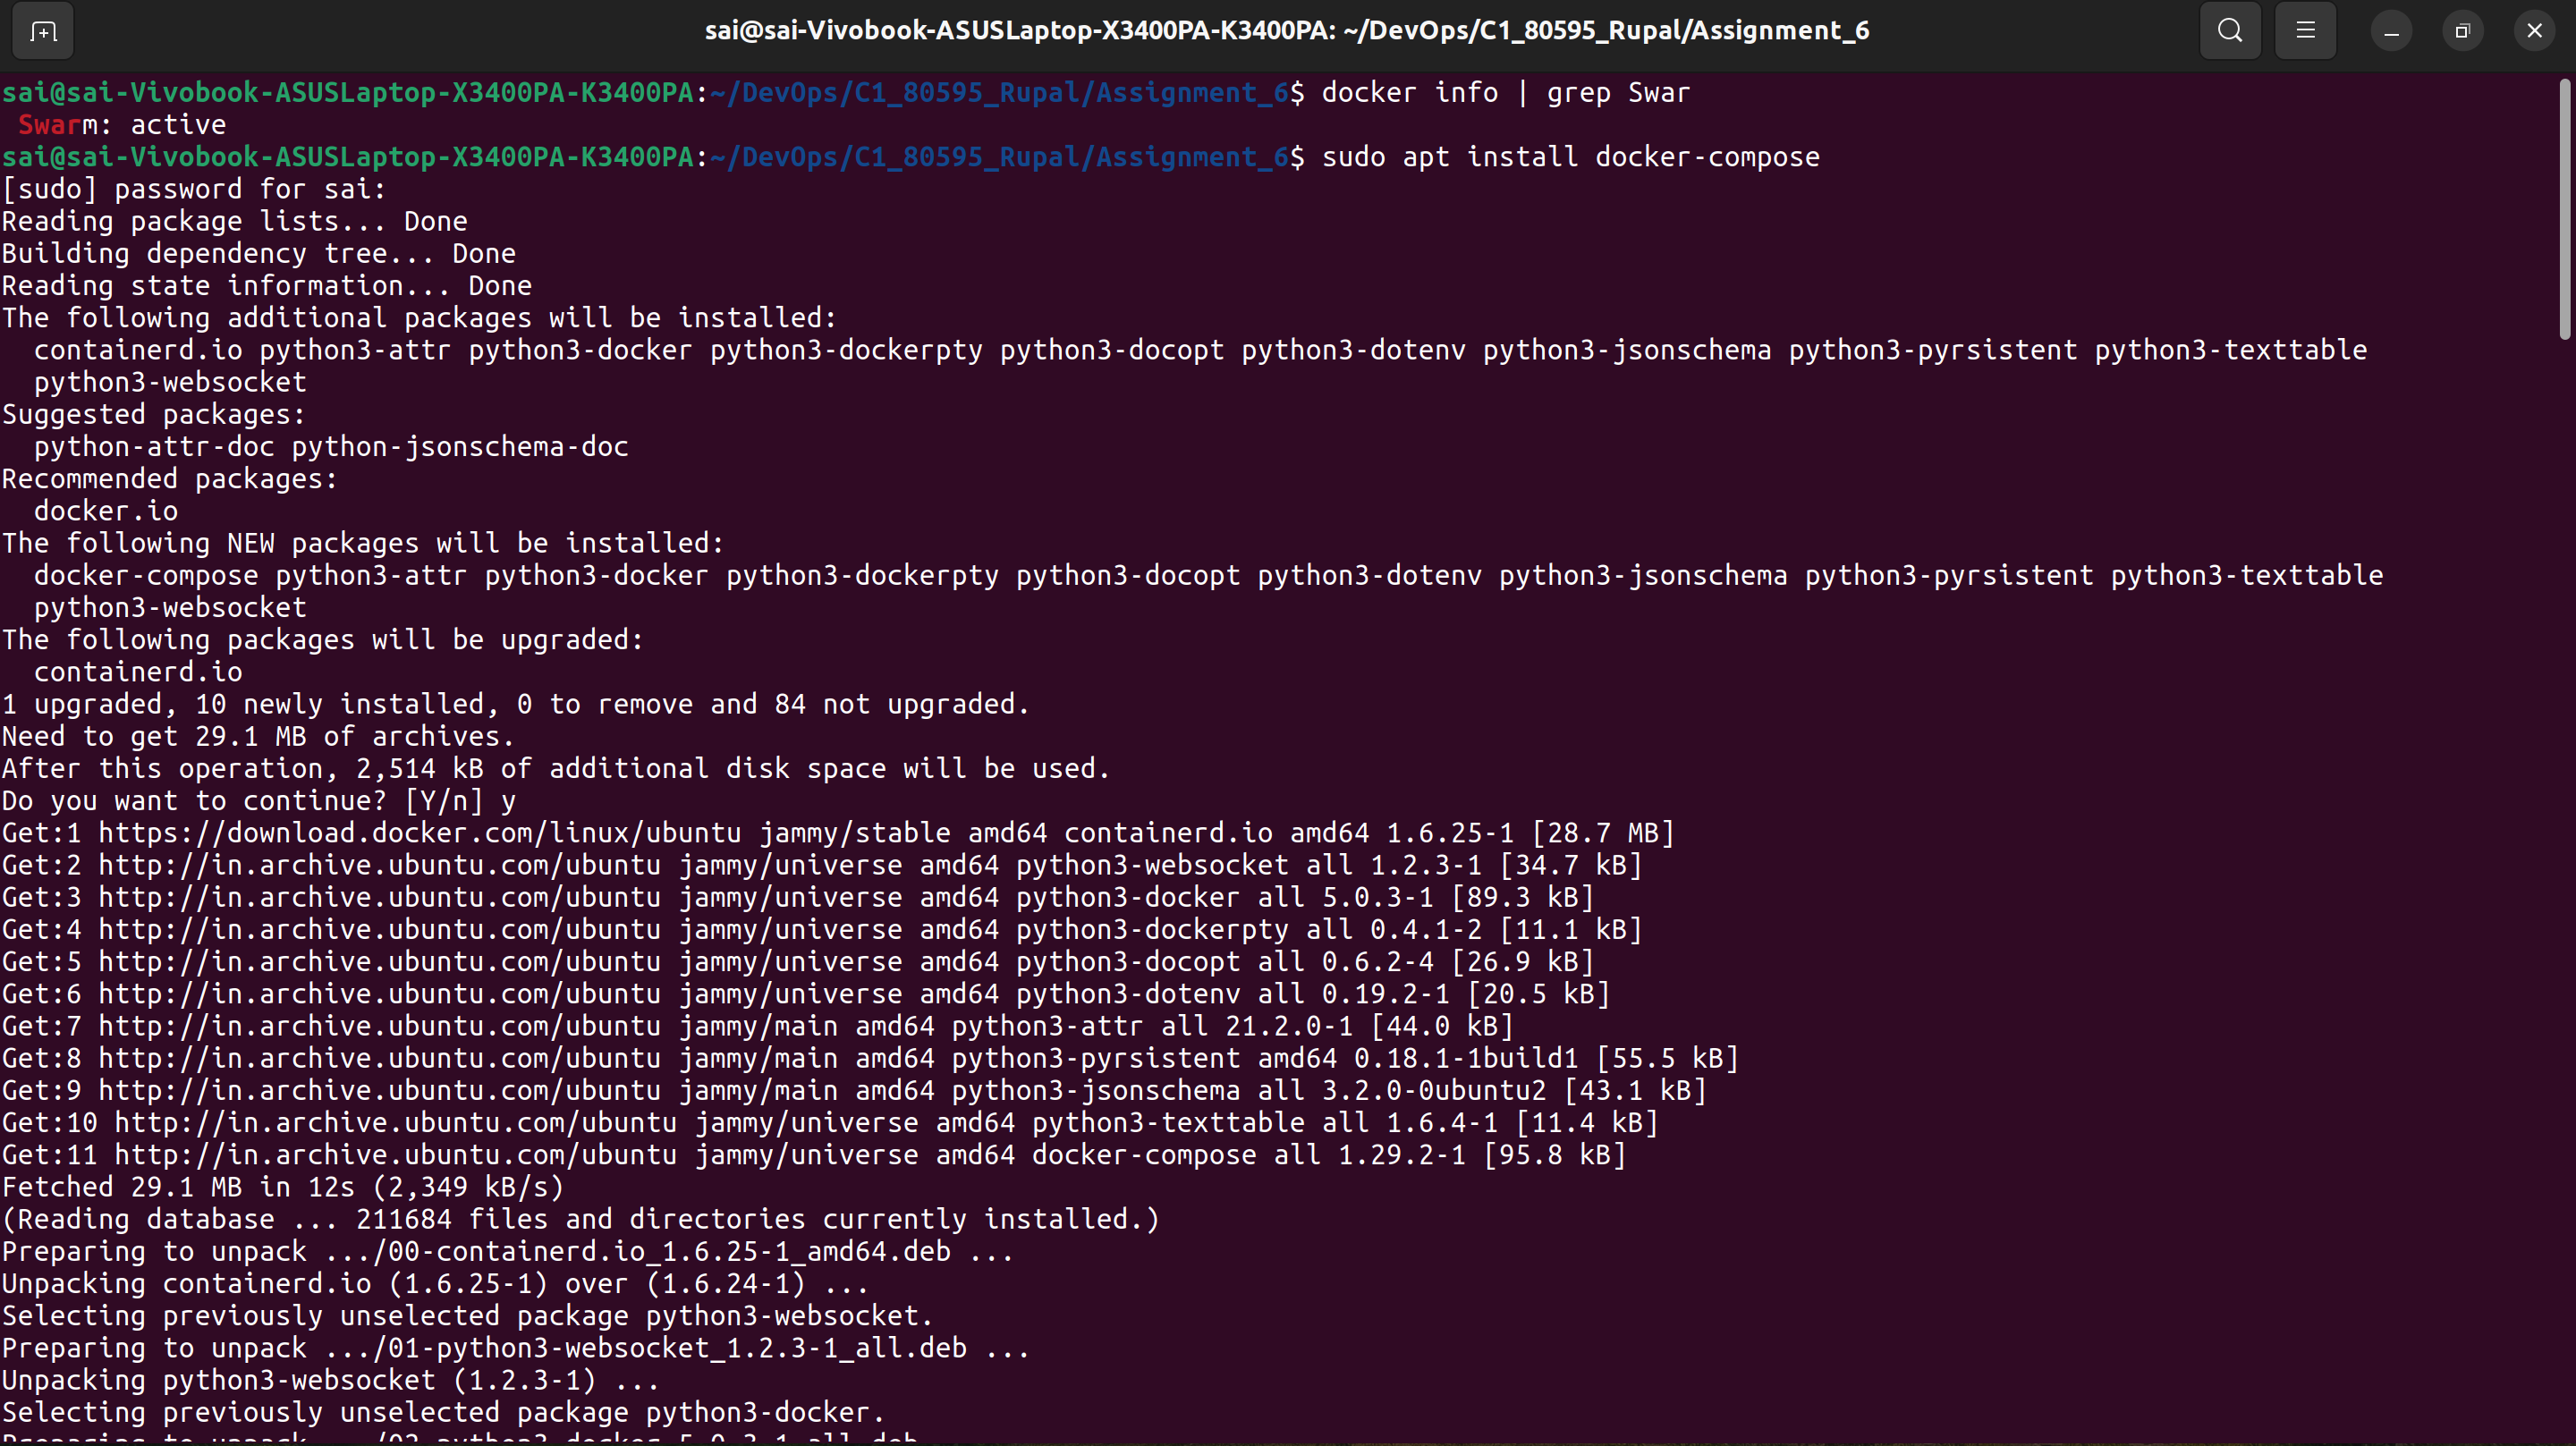 sai@sai-Vivobook-ASUSLaptop-X3400PA-K3400PA: ~/DevOps/C1_80595_Rupal/Assignment_6
sai@sai-Vivobook-ASUSLaptop-X3400PA-K3400PA:~/DevOps/C1_80595_Rupal/Assignment_6$ docker info | grep Swar
 Swarm: active
sai@sai-Vivobook-ASUSLaptop-X3400PA-K3400PA:~/DevOps/C1_80595_Rupal/Assignment_6$ sudo apt install docker-compose
[sudo] password for sai:
Reading package lists... Done
Building dependency tree... Done
Reading state information... Done
The following additional packages will be installed:
  containerd.io python3-attr python3-docker python3-dockerpty python3-docopt python3-dotenv python3-jsonschema python3-pyrsistent python3-texttable
  python3-websocket
Suggested packages:
  python-attr-doc python-jsonschema-doc
Recommended packages:
  docker.io
The following NEW packages will be installed:
  docker-compose python3-attr python3-docker python3-dockerpty python3-docopt python3-dotenv python3-jsonschema python3-pyrsistent python3-texttable
  python3-websocket
The following packages will be upgraded:
  containerd.io
1 upgraded, 10 newly installed, 0 to remove and 84 not upgraded.
Need to get 29.1 MB of archives.
After this operation, 2,514 kB of additional disk space will be used.
Do you want to continue? [Y/n] y
Get:1 https://download.docker.com/linux/ubuntu jammy/stable amd64 containerd.io amd64 1.6.25-1 [28.7 MB]
Get:2 http://in.archive.ubuntu.com/ubuntu jammy/universe amd64 python3-websocket all 1.2.3-1 [34.7 kB]
Get:3 http://in.archive.ubuntu.com/ubuntu jammy/universe amd64 python3-docker all 5.0.3-1 [89.3 kB]
Get:4 http://in.archive.ubuntu.com/ubuntu jammy/universe amd64 python3-dockerpty all 0.4.1-2 [11.1 kB]
Get:5 http://in.archive.ubuntu.com/ubuntu jammy/universe amd64 python3-docopt all 0.6.2-4 [26.9 kB]
Get:6 http://in.archive.ubuntu.com/ubuntu jammy/universe amd64 python3-dotenv all 0.19.2-1 [20.5 kB]
Get:7 http://in.archive.ubuntu.com/ubuntu jammy/main amd64 python3-attr all 21.2.0-1 [44.0 kB]
Get:8 http://in.archive.ubuntu.com/ubuntu jammy/main amd64 python3-pyrsistent amd64 0.18.1-1build1 [55.5 kB]
Get:9 http://in.archive.ubuntu.com/ubuntu jammy/main amd64 python3-jsonschema all 3.2.0-0ubuntu2 [43.1 kB]
Get:10 http://in.archive.ubuntu.com/ubuntu jammy/universe amd64 python3-texttable all 1.6.4-1 [11.4 kB]
Get:11 http://in.archive.ubuntu.com/ubuntu jammy/universe amd64 docker-compose all 1.29.2-1 [95.8 kB]
Fetched 29.1 MB in 12s (2,349 kB/s)
(Reading database ... 211684 files and directories currently installed.)
Preparing to unpack .../00-containerd.io_1.6.25-1_amd64.deb ...
Unpacking containerd.io (1.6.25-1) over (1.6.24-1) ...
Selecting previously unselected package python3-websocket.
Preparing to unpack .../01-python3-websocket_1.2.3-1_all.deb ...
Unpacking python3-websocket (1.2.3-1) ...
Selecting previously unselected package python3-docker.
Preparing to unpack .../02-python3-docker_5.0.3-1_all.deb ...